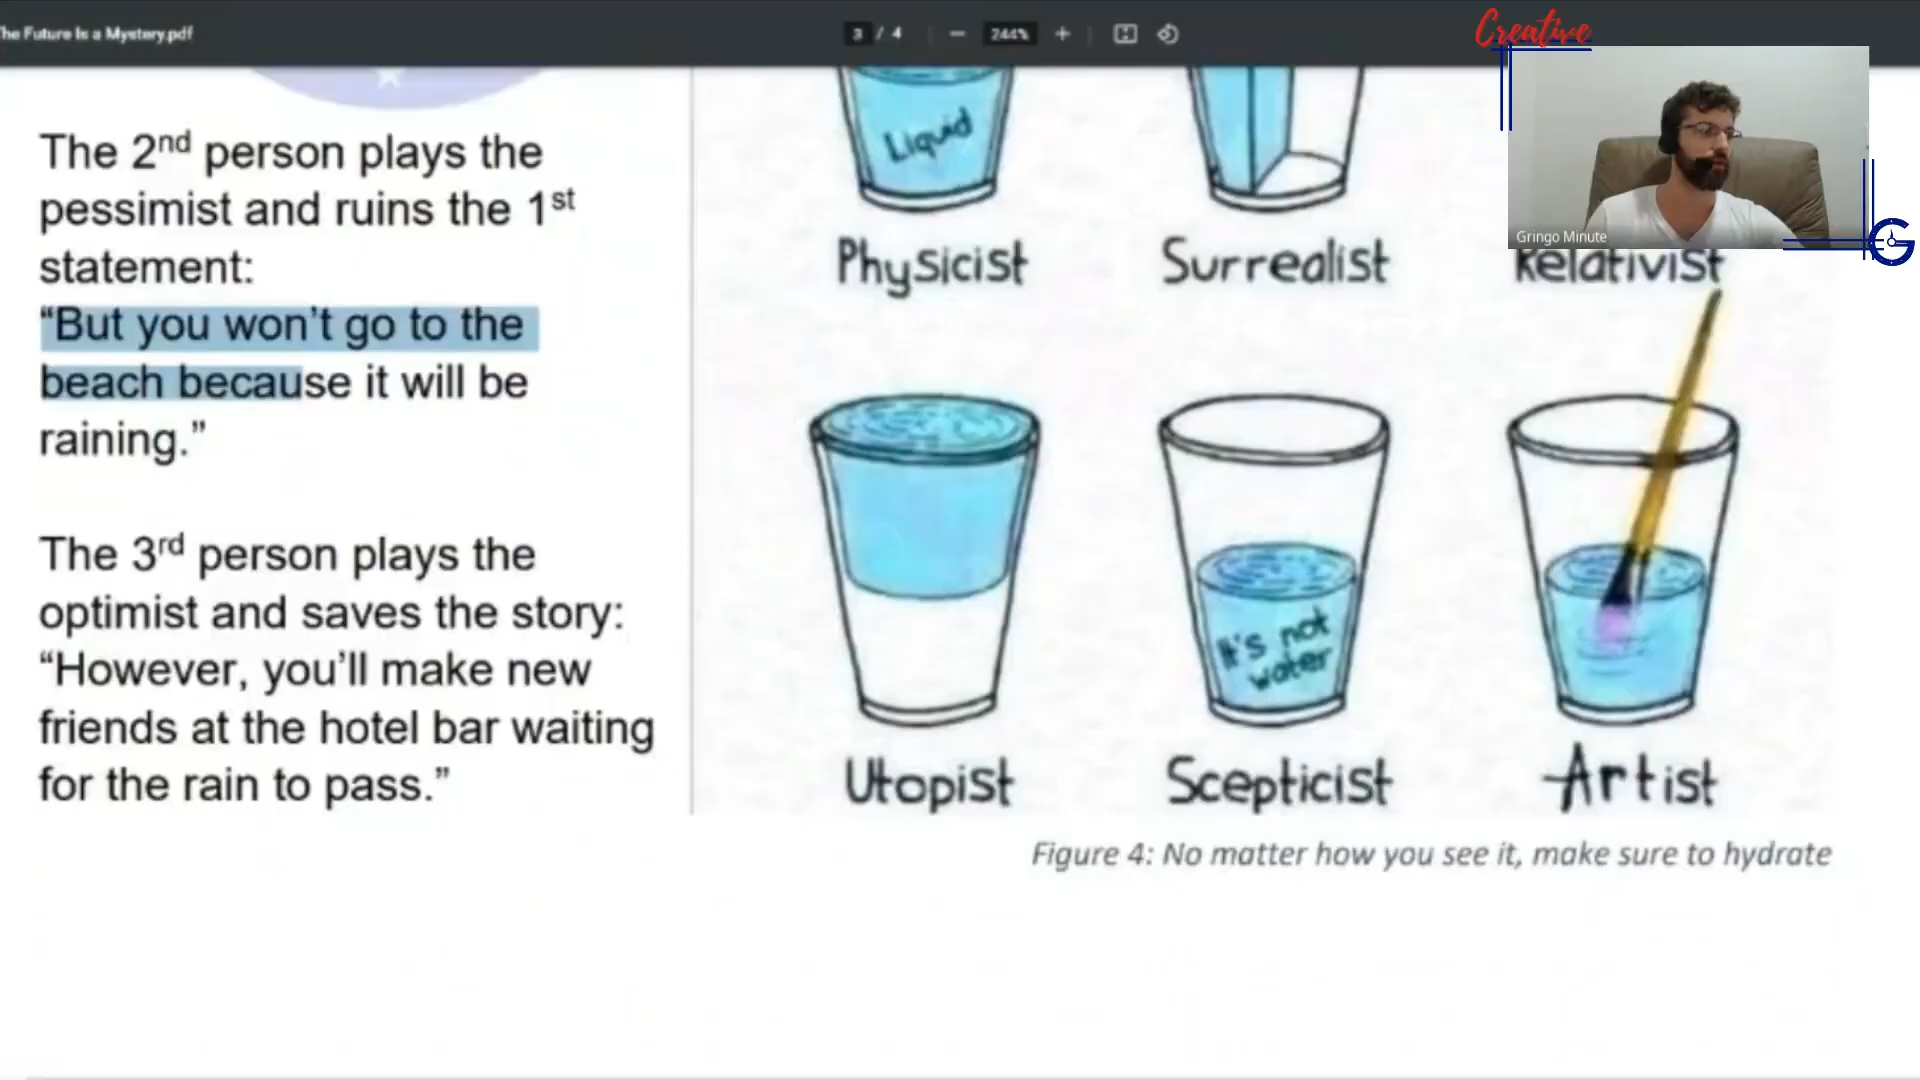 The Future Is a Mystery.pdf
3 / 4
244%
Creative
Gringo Minute
The 2nd person plays the
pessimist and ruins the 1st
statement:
“But you won’t go to the
beach because it will be
raining.”
The 3rd person plays the
optimist and saves the story:
“However, you’ll make new
friends at the hotel bar waiting
for the rain to pass.”
Liquid
Physicist
Surrealist
Relativist
It's not
water
Utopist
Scepticist
Artist
Figure 4: No matter how you see it, make sure to hydrate
G